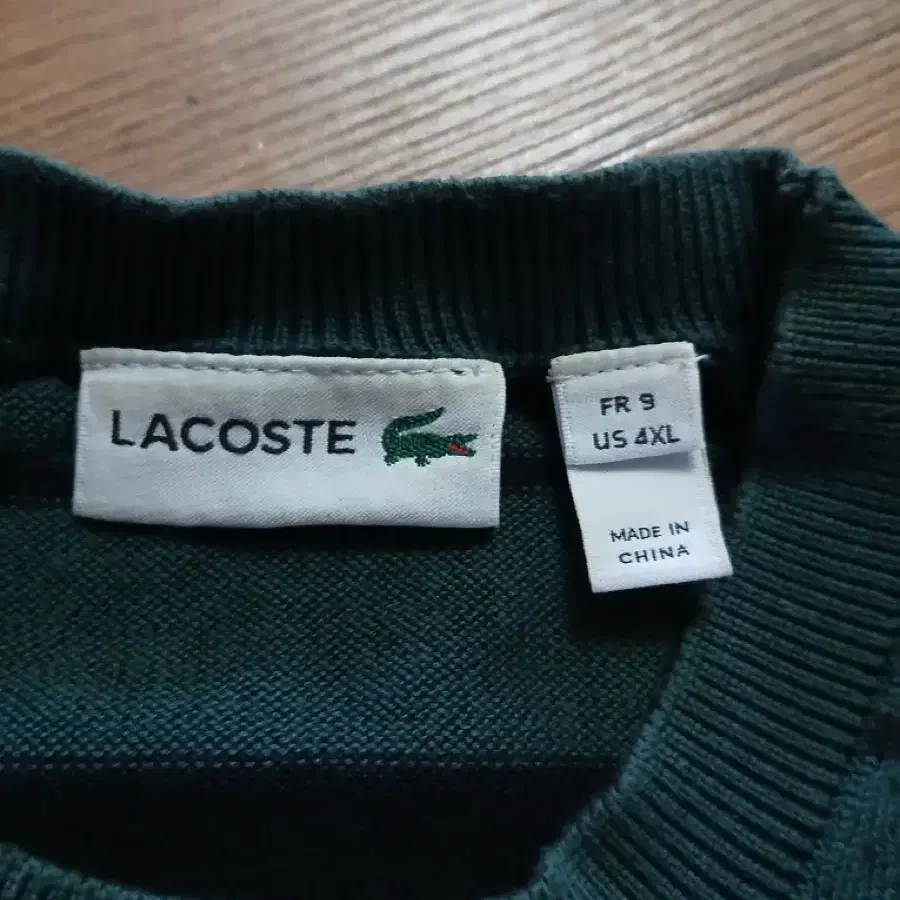 LACOSTE
FR 9
US 4XL
MADE IN
CHINA